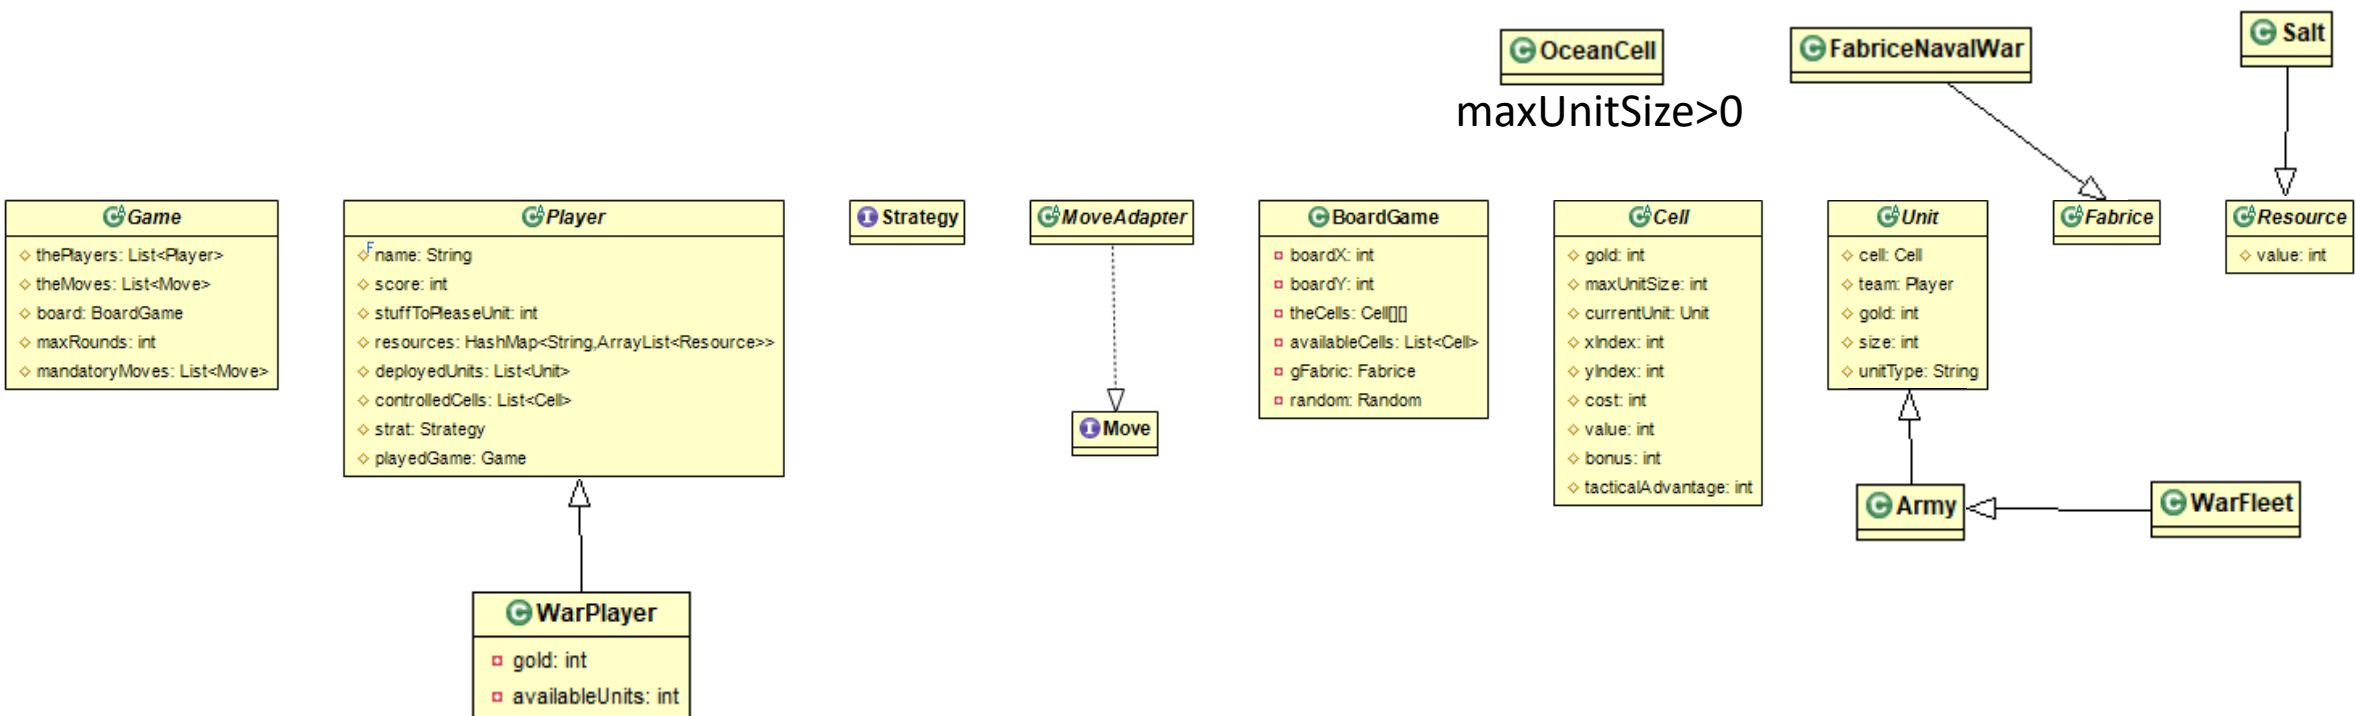 OceanCell
maxUnitSize>0
FabriceNavalWar
Salt
Game
thePlayers: List<Player>
theMoves: List<Move>
board: BoardGame
maxRounds: int
mandatoryMoves: List<Move>
Player
name: String
score: int
stuffToPleaseUnit: int
resources: HashMap<String,ArrayList<Resource>>
deployedUnits: List<Unit>
controlledCells: List<Cell>
strat: Strategy
playedGame: Game
Strategy
MoveAdapter
Move
BoardGame
boardX: int
boardY: int
theCells: Cell[][]
availableCells: List<Cell>
gFabric: Fabrice
random: Random
Cell
gold: int
maxUnitSize: int
currentUnit: Unit
xIndex: int
yIndex: int
cost: int
value: int
bonus: int
tacticalAdvantage: int
Unit
cell: Cell
team: Player
gold: int
size: int
unitType: String
Fabrice
Resource
value: int
Army
WarFleet
WarPlayer
gold: int
availableUnits: int